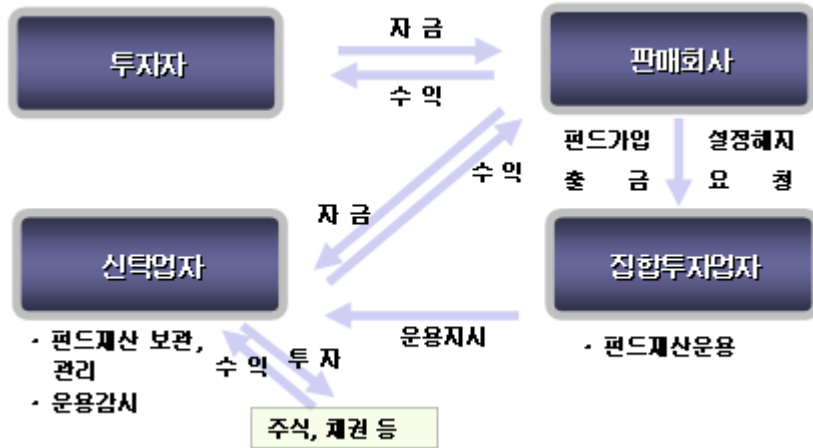 투자자
자 금
수 익
판매회사
펀드가입 설정해지
출 금 요 청
수 익
자 금
신탁업자
집합투자업자
· 펀드재산 보관,
관리
· 운용감시
수 익
투 자
운용지시
· 펀드재산운용
주식, 채권 등